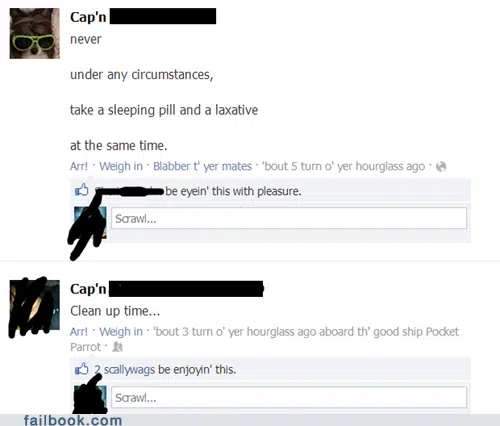 Cap'n
never
under any circumstances,
take a sleeping pill and a laxative
at the same time.
Arr! · Weigh in · Blabber t' yer mates · 'bout 5 turn o' yer hourglass ago ·
be eyein' this with pleasure.
Scrawl...
Cap'n
Clean up time...
Arr! · Weigh in · 'bout 3 turn o' yer hourglass ago aboard th' good ship Pocket
Parrot ·
2 scallywags be enjoyin' this.
Scrawl...
failbook.com